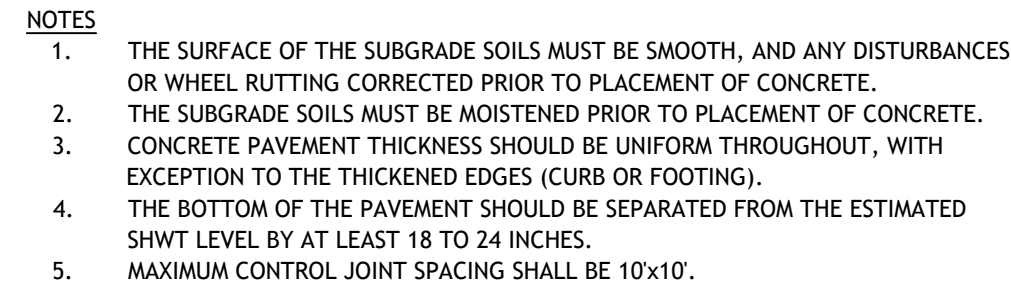 NOTES
1. THE SURFACE OF THE SUBGRADE SOILS MUST BE SMOOTH, AND ANY DISTURBANCES
OR WHEEL RUTTING CORRECTED PRIOR TO PLACEMENT OF CONCRETE.
2. THE SUBGRADE SOILS MUST BE MOISTENED PRIOR TO PLACEMENT OF CONCRETE.
3. CONCRETE PAVEMENT THICKNESS SHOULD BE UNIFORM THROUGHOUT, WITH
EXCEPTION TO THE THICKENED EDGES (CURB OR FOOTING).
4. THE BOTTOM OF THE PAVEMENT SHOULD BE SEPARATED FROM THE ESTIMATED
SHWT LEVEL BY AT LEAST 18 TO 24 INCHES.
5. MAXIMUM CONTROL JOINT SPACING SHALL BE 10'x10'.